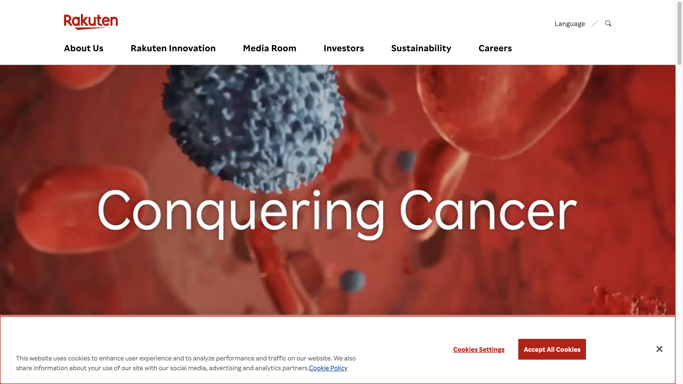 Rakuten
Language
About Us
Rakuten Innovation
Media Room
Investors
Sustainability
Careers
Conquering Cancer
This website uses cookies to enhance user experience and to analyze performance and traffic on our website. We also
share information about your use of our site with our social media, advertising and analytics partners.Cookie Policy
Cookies Settings
Accept All Cookies